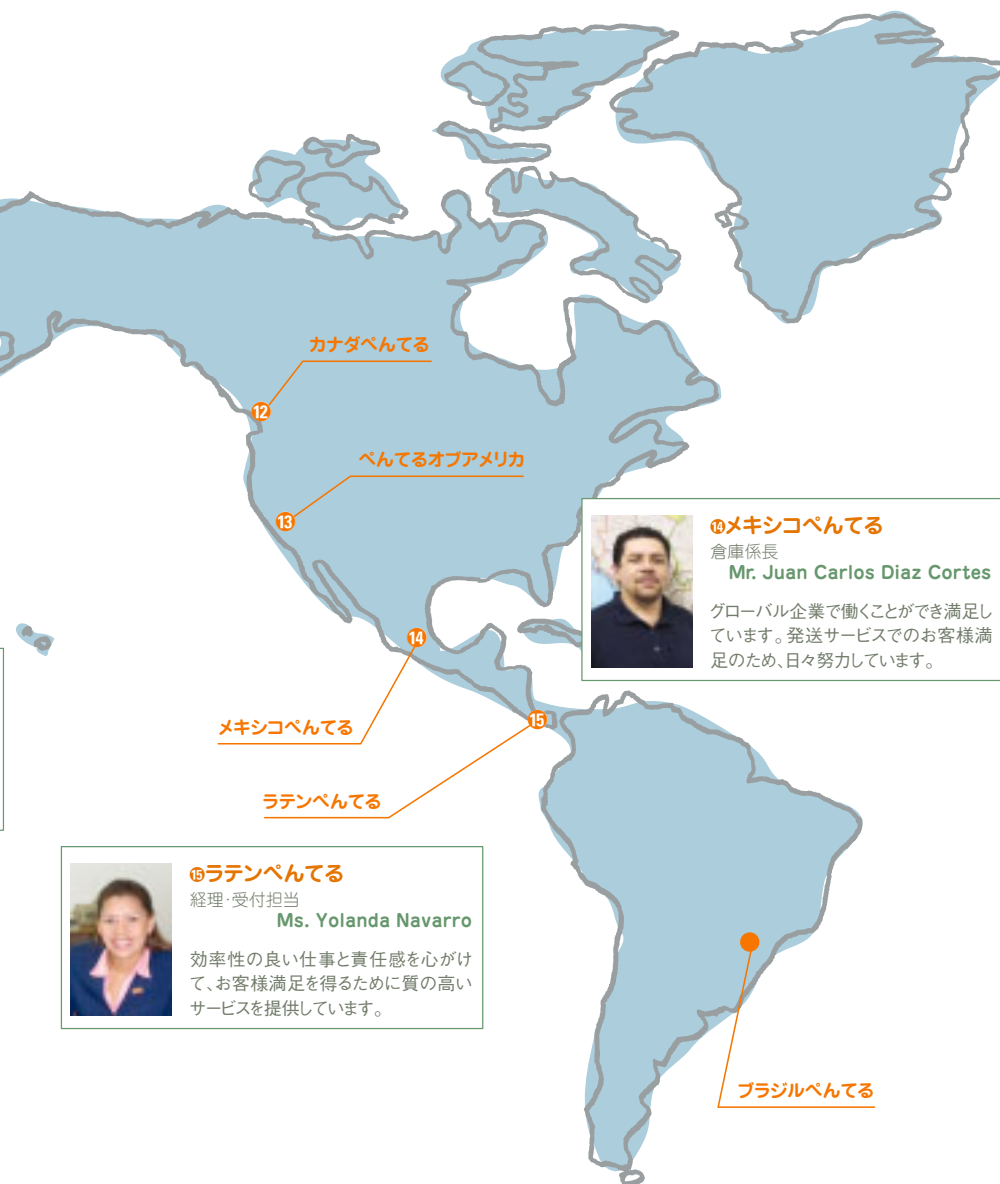 カナダぺんてる
⑫
ぺんてるオブアメリカ
⑬
⑭メキシコぺんてる
倉庫係長
Mr. Juan Carlos Diaz Cortes
グローバル企業で働くことができ満足し
ています。発送サービスでのお客様満
足のため、日々努力しています。
⑭
⑮
メキシコぺんてる
ラテンぺんてる
⑮ラテンぺんてる
経理・受付担当
Ms. Yolanda Navarro
効率性の良い仕事と責任感を心がけ
て、お客様満足を得るために質の高い
サービスを提供しています。
ブラジルぺんてる